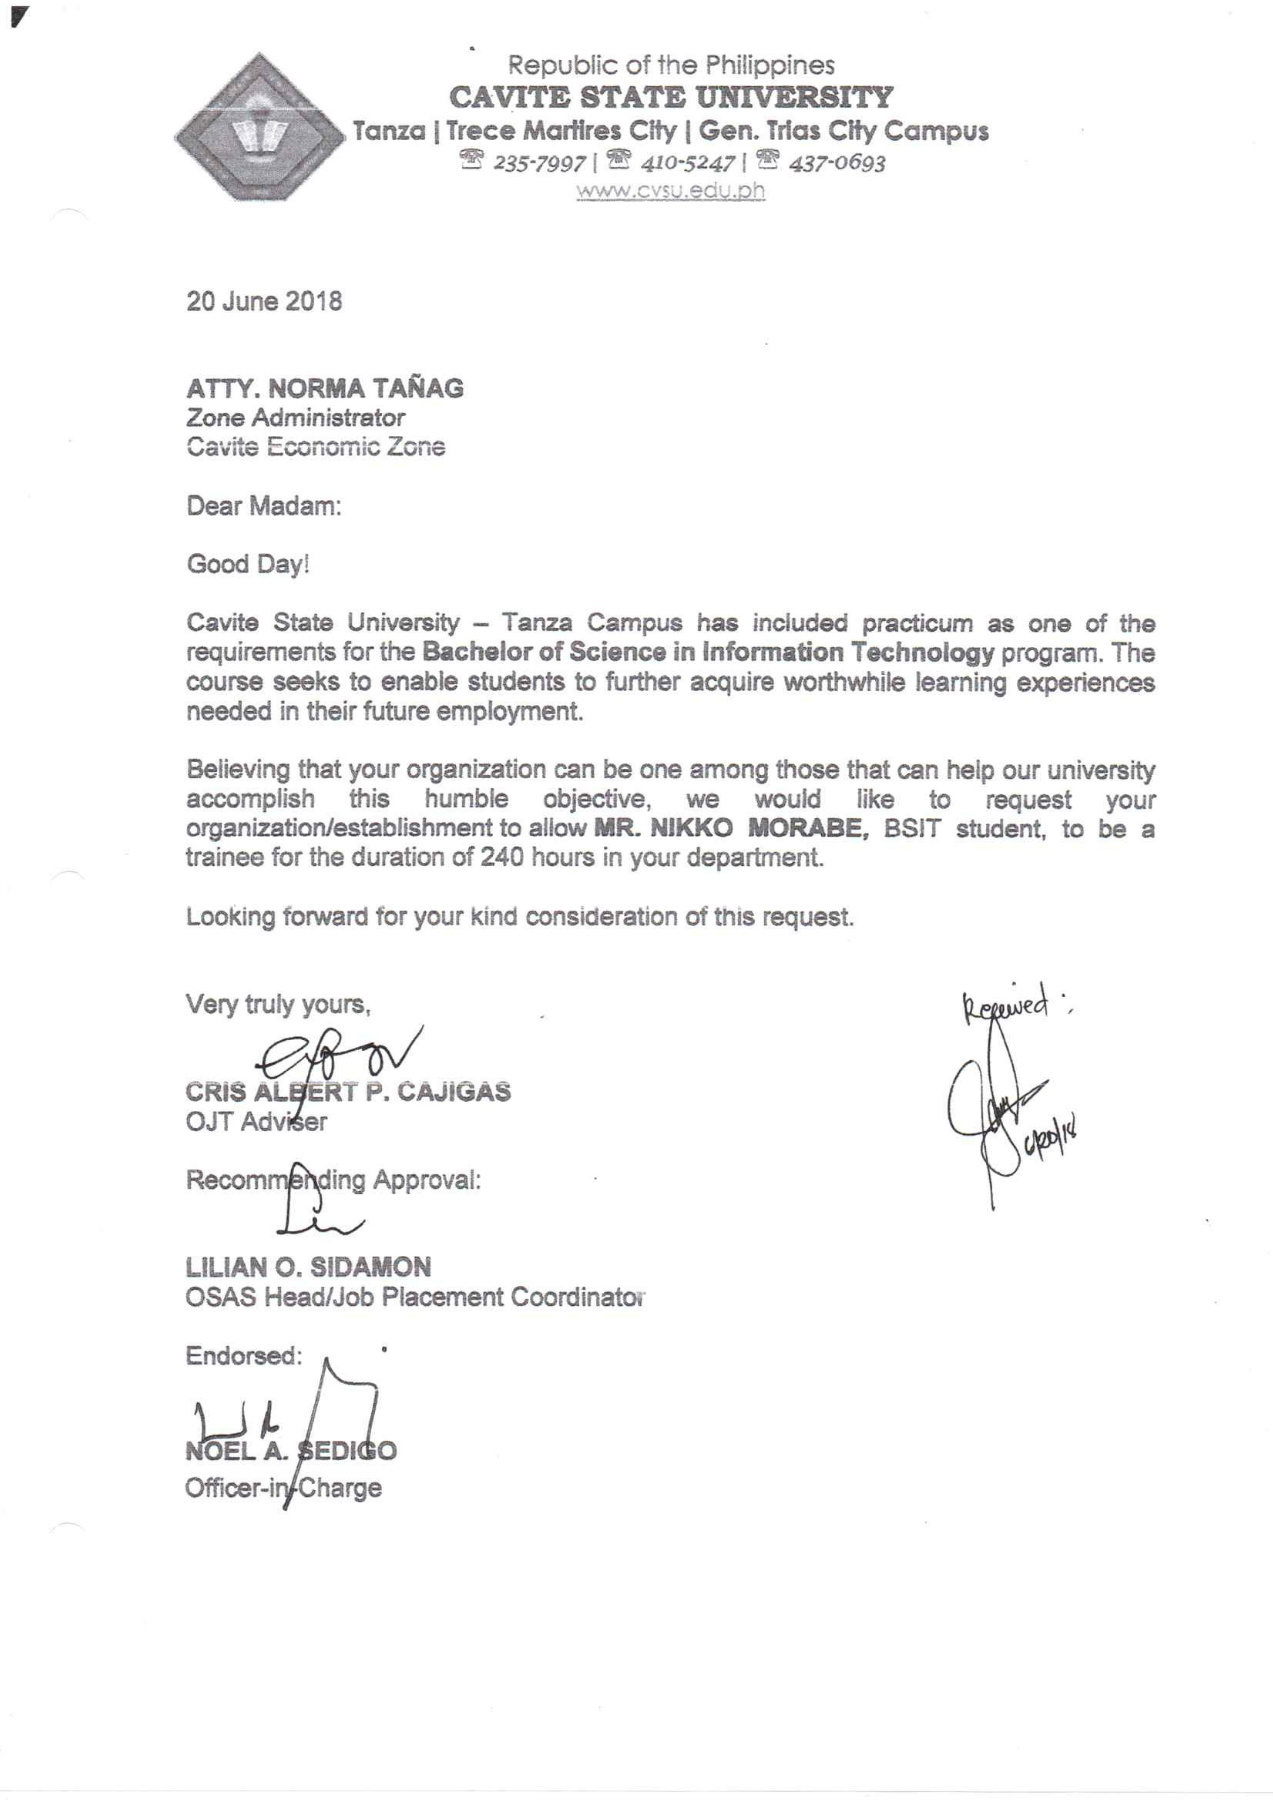 Republic of the Philippines
CAVITE STATE UNIVERSITY
Tanza | Trece Martires City | Gen. Trias City Campus
☎ 235-7997 | ☎ 410-5247 | ☎ 437-0693
www.cvsu.edu.ph
20 June 2018
ATTY. NORMA TAÑAG
Zone Administrator
Cavite Economic Zone
Dear Madam:
Good Day!
Cavite State University – Tanza Campus has included practicum as one of the
requirements for the Bachelor of Science in Information Technology program. The
course seeks to enable students to further acquire worthwhile learning experiences
needed in their future employment.
Believing that your organization can be one among those that can help our university
accomplish this humble objective, we would like to request your
organization/establishment to allow MR. NIKKO MORABE, BSIT student, to be a
trainee for the duration of 240 hours in your department.
Looking forward for your kind consideration of this request.
Very truly yours,
Received :
CRIS ALBERT P. CAJIGAS
OJT Adviser
6/20/18
Recommending Approval:
LILIAN O. SIDAMON
OSAS Head/Job Placement Coordinator
Endorsed:
NOEL A. SEDIGO
Officer-in-Charge